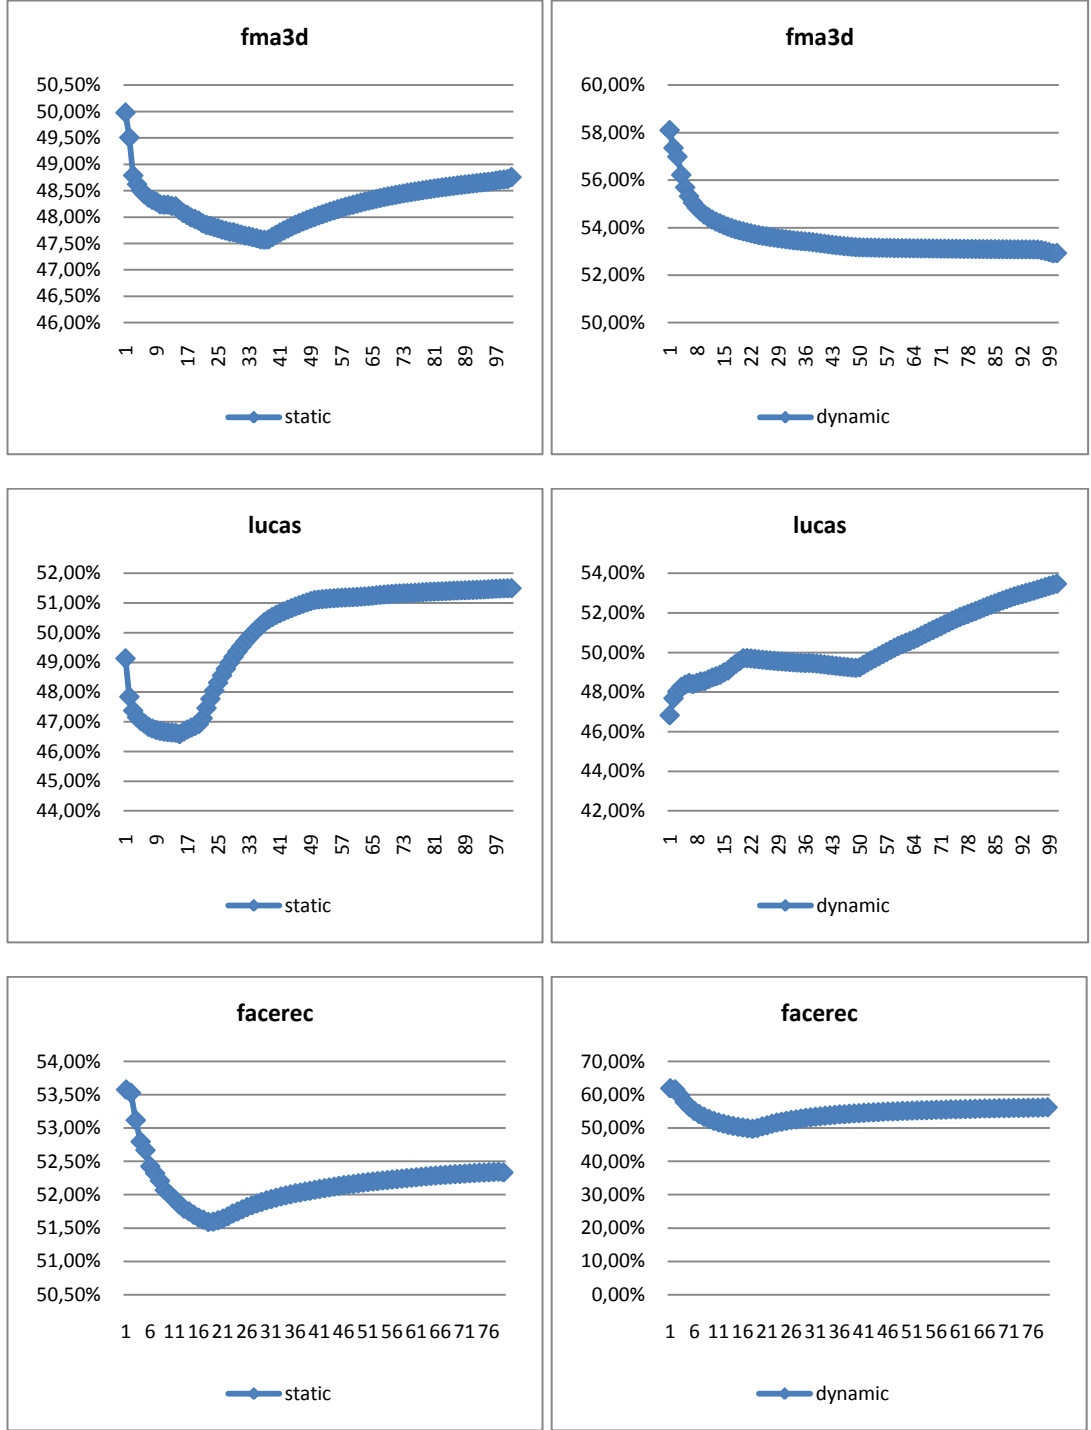 fma3d
50,50%
50,00%
49,50%
49,00%
48,50%
48,00%
47,50%
47,00%
46,50%
46,00%
1 9 17 25 33 41 49 57 65 73 81 89 97
static
fma3d
60,00%
58,00%
56,00%
54,00%
52,00%
50,00%
1 8 15 22 29 36 43 50 57 64 71 78 85 92 99
dynamic
lucas
52,00%
51,00%
50,00%
49,00%
48,00%
47,00%
46,00%
45,00%
44,00%
1 9 17 25 33 41 49 57 65 73 81 89 97
static
lucas
54,00%
52,00%
50,00%
48,00%
46,00%
44,00%
42,00%
1 8 15 22 29 36 43 50 57 64 71 78 85 92 99
dynamic
facerec
54,00%
53,50%
53,00%
52,50%
52,00%
51,50%
51,00%
50,50%
1 6 11 16 21 26 31 36 41 46 51 56 61 66 71 76
static
facerec
70,00%
60,00%
50,00%
40,00%
30,00%
20,00%
10,00%
0,00%
1 6 11 16 21 26 31 36 41 46 51 56 61 66 71 76
dynamic